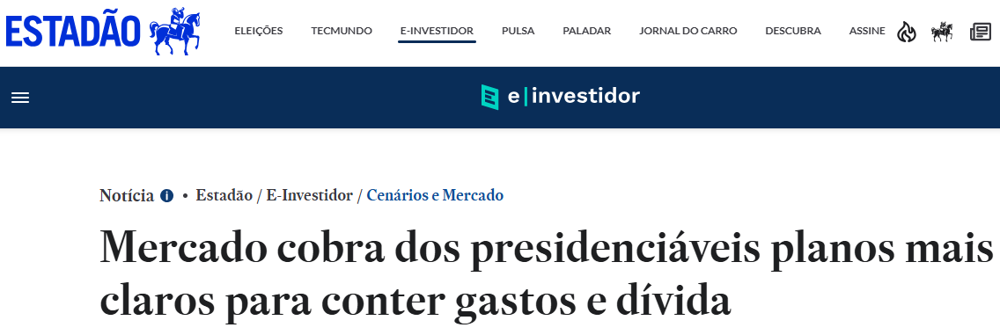 ESTADÃO
ELEIÇÕES TECMUNDO E-INVESTIDOR PULSA PALADAR JORNAL DO CARRO DESCUBRA ASSINE
e|investidor
Notícia i • Estadão / E-Investidor / Cenários e Mercado
Mercado cobra dos presidenciáveis planos mais
claros para conter gastos e dívida